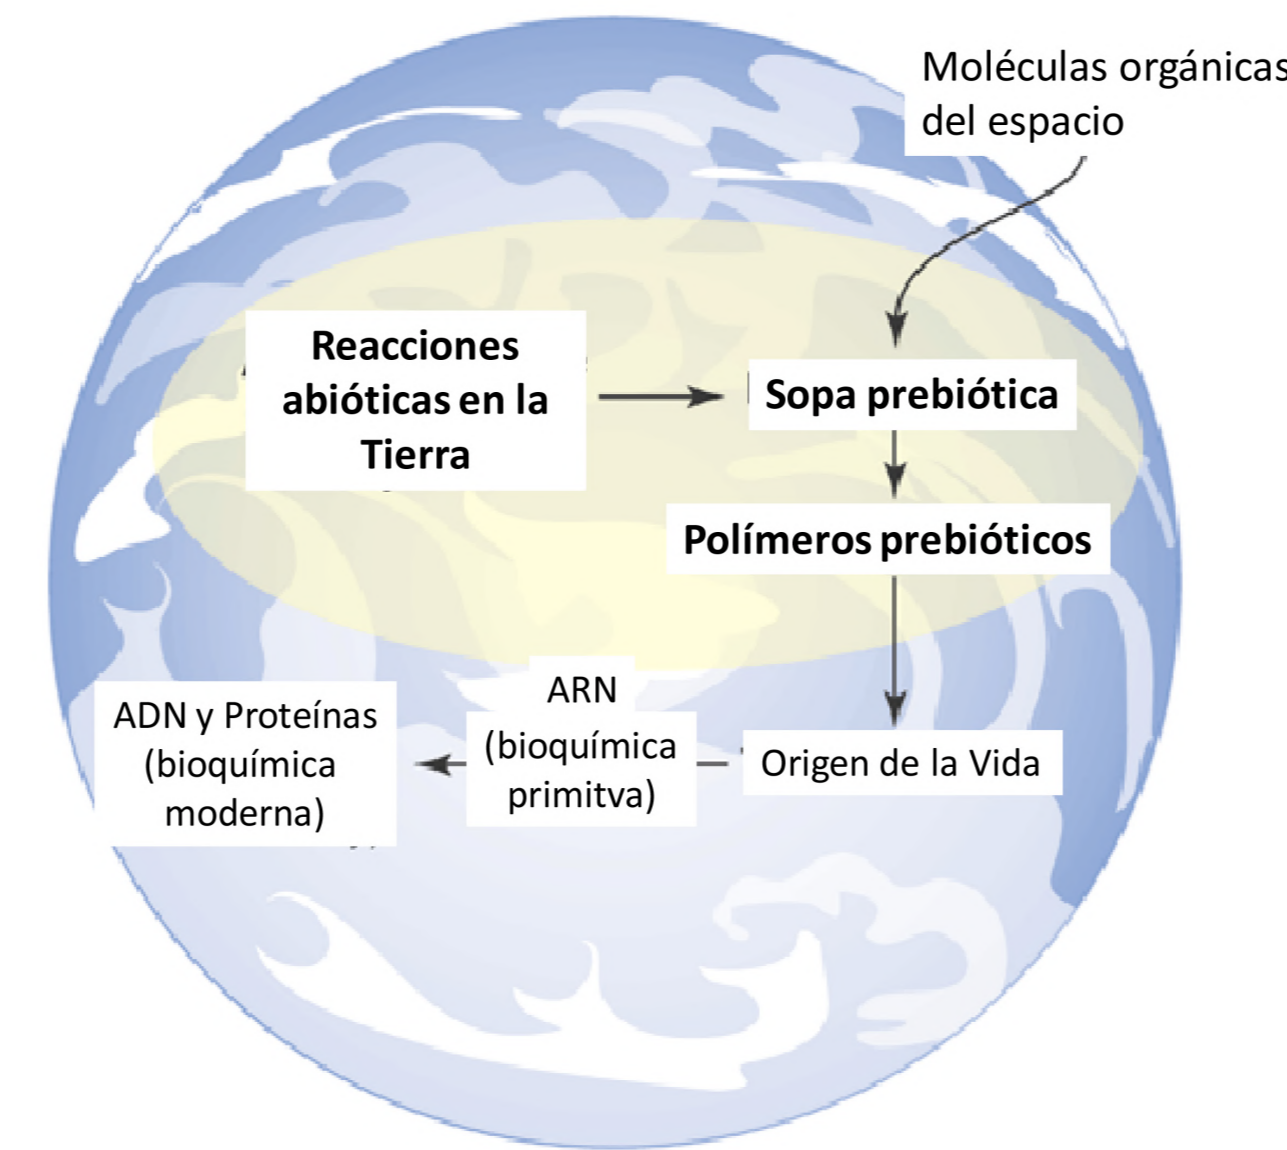 Moléculas orgánicas
del espacio
Reacciones
abióticas en la
Tierra
Sopa prebiótica
Polímeros prebióticos
Origen de la Vida
ARN
(bioquímica
primitva)
ADN y Proteínas
(bioquímica
moderna)